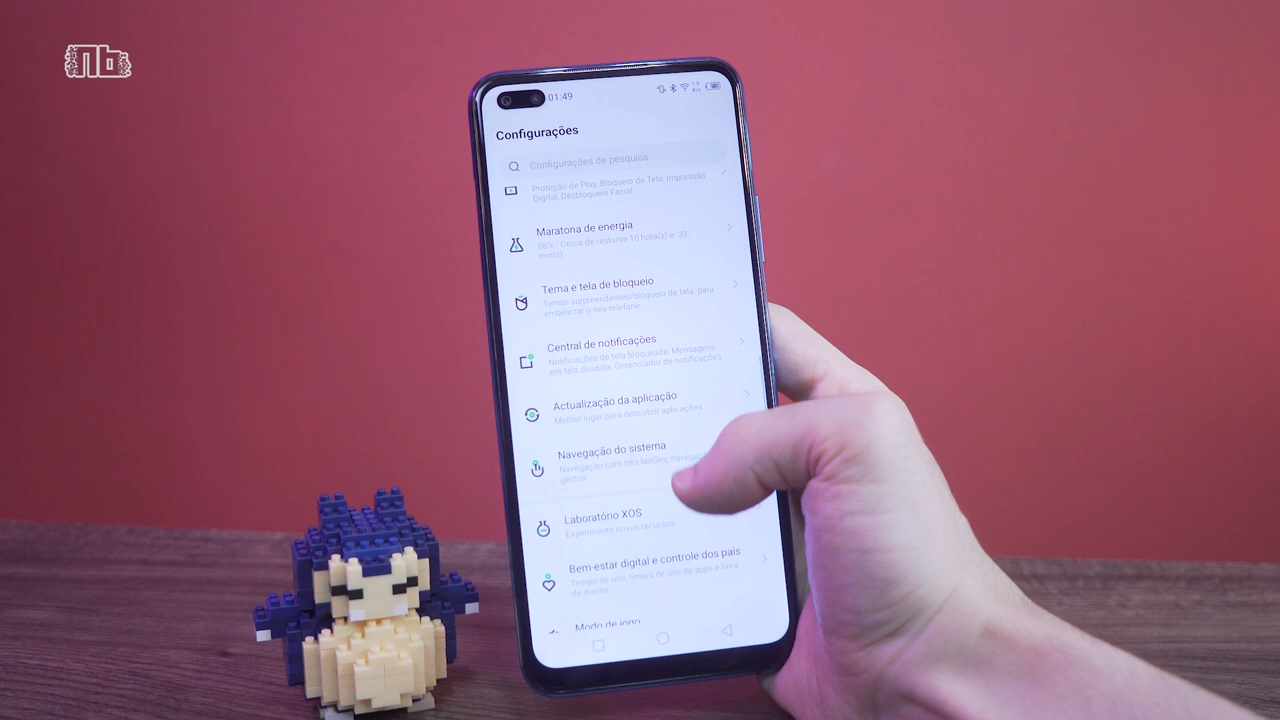 NB
01:49
1,5
K/s
Configurações
Configurações de pesquisa
Proteção de Play, Bloqueio de Tela, Impressão
Digital, Desbloqueio Facial
Maratona de energia
68% - Cerca de restante 10 hora(s) e 33
min(s)
Tema e tela de bloqueio
Temas surpreendentes/bloqueio de tela, para
embelezar o seu telefone.
Central de notificações
Notificações de tela bloqueada, Mensagens
em tela dividida, Gerenciador de notificações
Actualização da aplicação
Melhor lugar para descobrir aplicações
Navegação do sistema
Navegação com três botões, navegaç
gestos
Laboratório XOS
Experimente novos recursos
Bem-estar digital e controle dos pais
Tempo de uso, timers de uso de apps e hora
de dormir
Modo de jogo